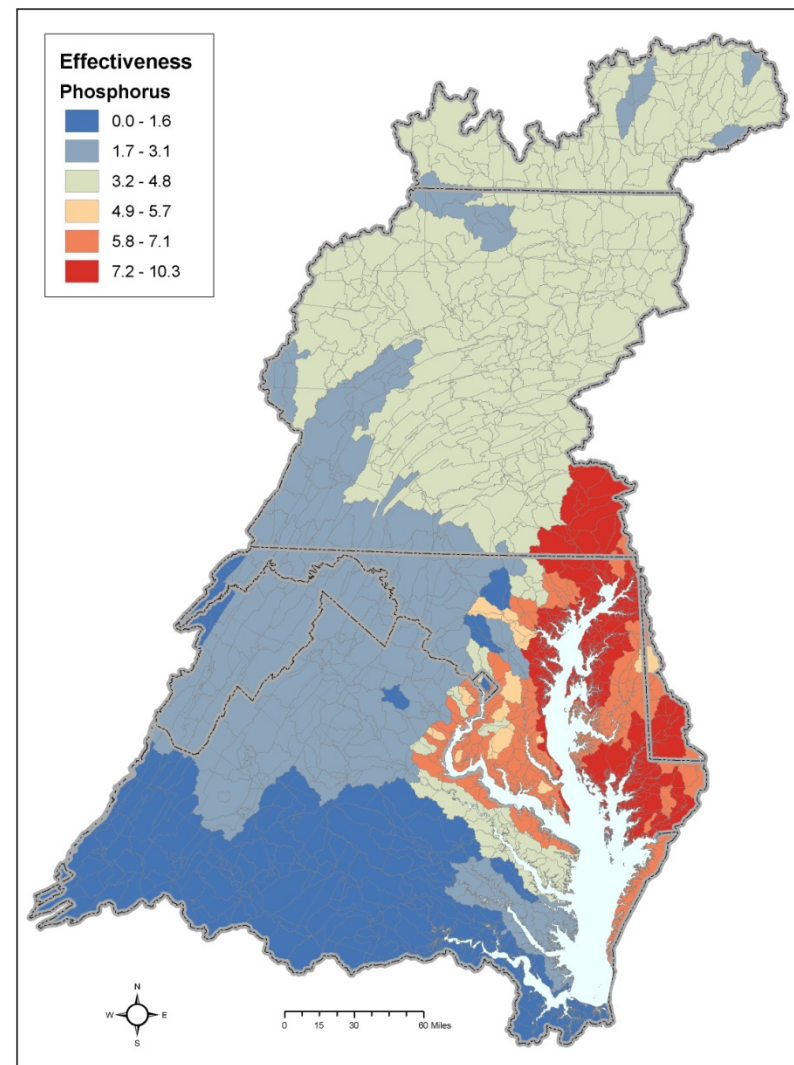 Effectiveness
Phosphorus
0.0 - 1.6
1.7 - 3.1
3.2 - 4.8
4.9 - 5.7
5.8 - 7.1
7.2 - 10.3
N
W E
S
0 15 30 60 Miles